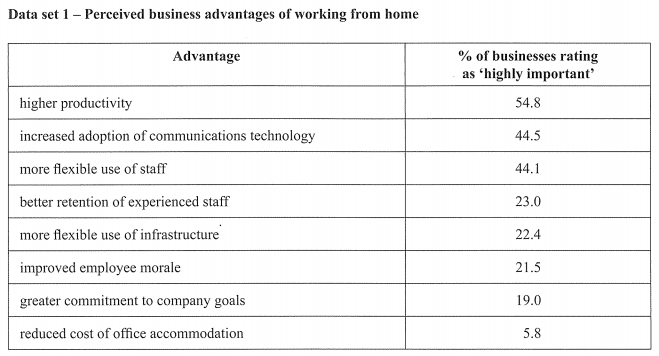 Data set 1 – Perceived business advantages of working from home
Advantage
% of businesses rating
as ‘highly important’
higher productivity 54.8
increased adoption of communications technology 44.5
more flexible use of staff 44.1
better retention of experienced staff 23.0
more flexible use of infrastructure 22.4
improved employee morale 21.5
greater commitment to company goals 19.0
reduced cost of office accommodation 5.8